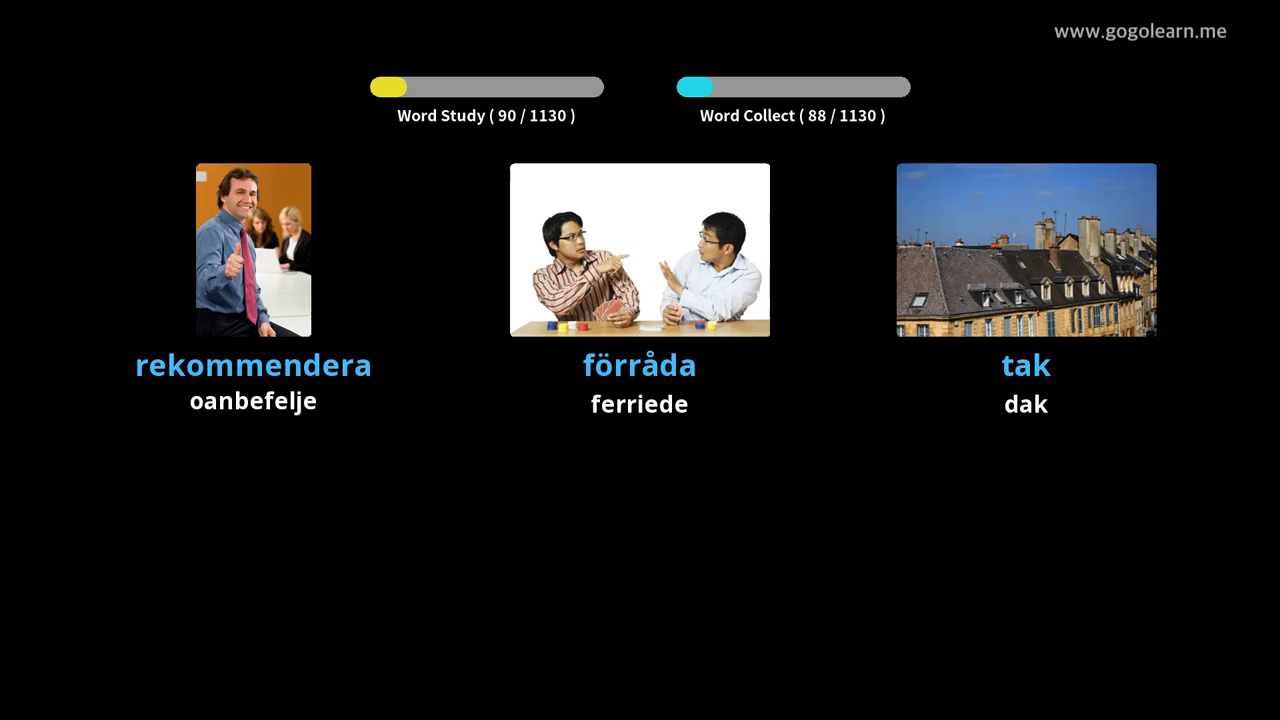 www.gogolearn.me
Word Study ( 90 / 1130 )
Word Collect ( 88 / 1130 )
rekommendera
oanbefelje
förråda
ferriede
tak
dak